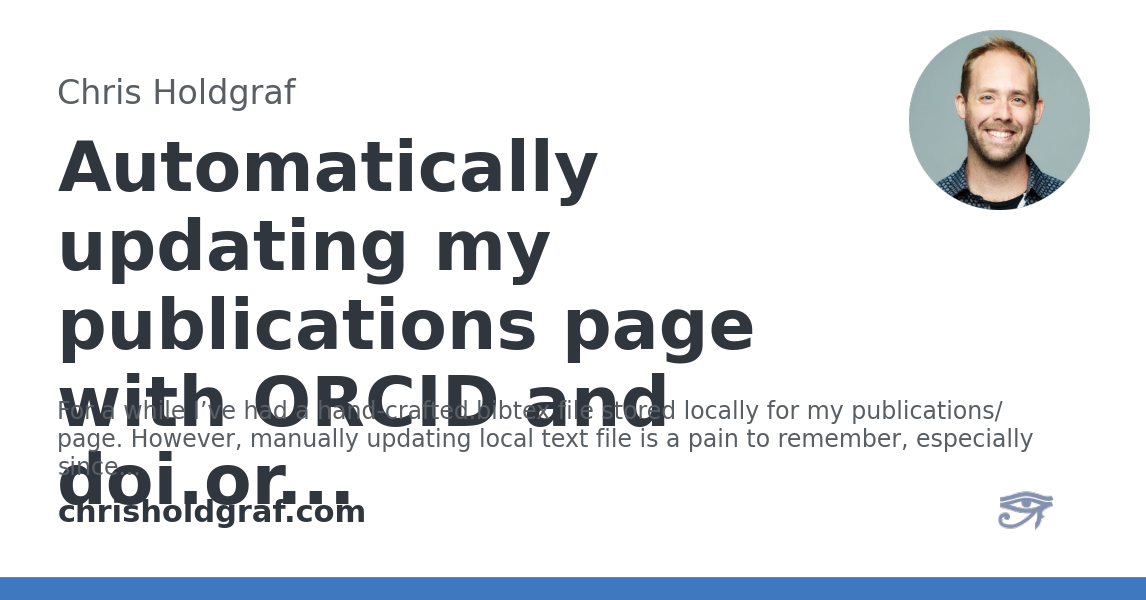 Chris Holdgraf
Automatically
updating my
publications page
with ORCID and
doi.or...
For a while I’ve had a hand-crafted.bibtex file stored locally for my publications/
page. However, manually updating local text file is a pain to remember, especially
since...
chrisholdgraf.com